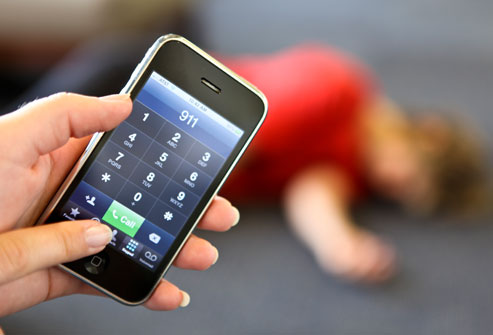 911
1
2 ABC
3 DEF
4 GHI
5 JKL
6 MNO
7 PQRS
8 TUV
9 WXYZ
*
0 +
#
Call